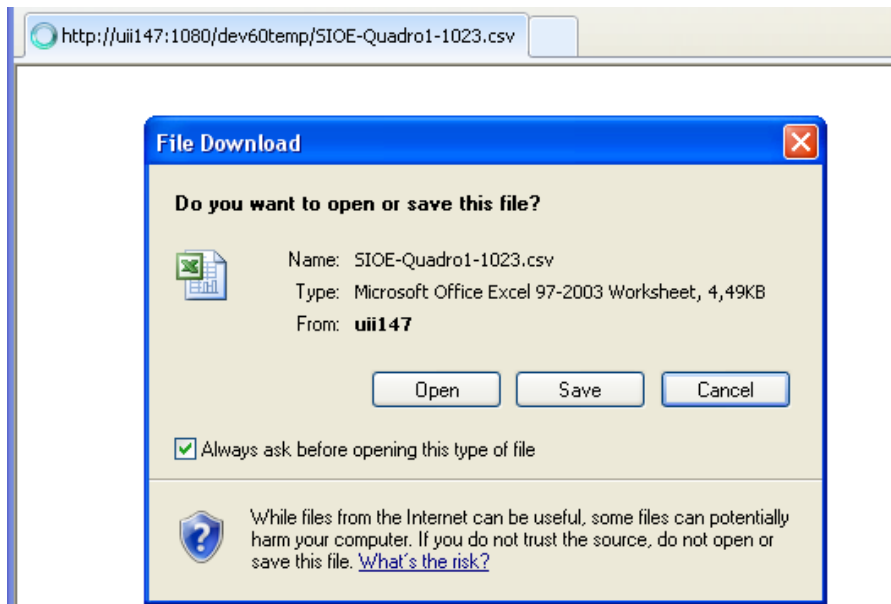 http://uii147:1080/dev60temp/SIOE-Quadro1-1023.csv
File Download
Do you want to open or save this file?
Name: SIOE-Quadro1-1023.csv
Type: Microsoft Office Excel 97-2003 Worksheet, 4,49KB
From: uii147
Open Save Cancel
Always ask before opening this type of file
While files from the Internet can be useful, some files can potentially
harm your computer. If you do not trust the source, do not open or
save this file. What´s the risk?